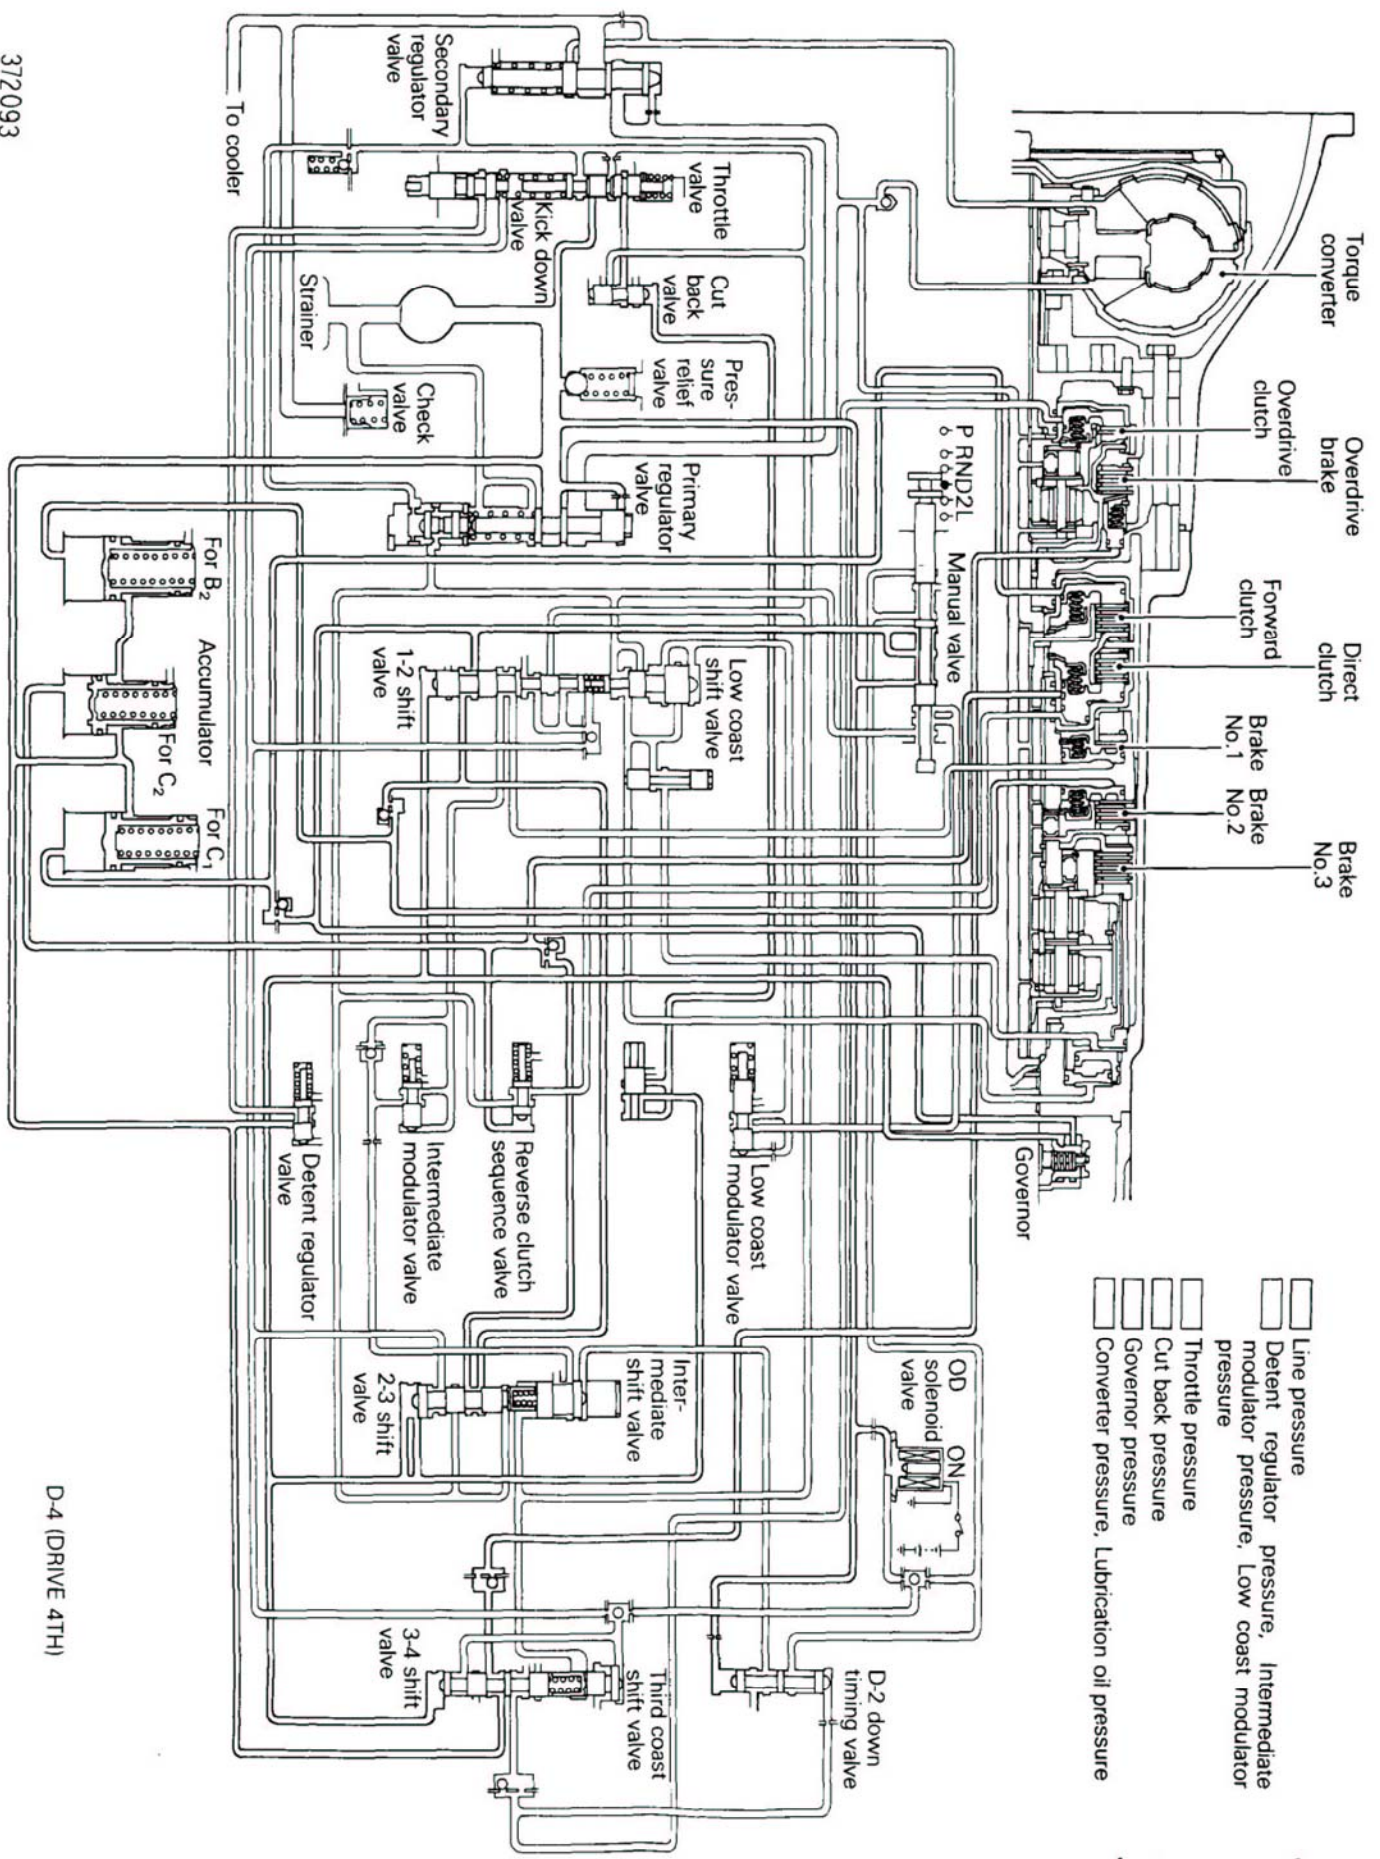 Torque
converter
Overdrive
clutch
Overdrive
brake
Forward
clutch
Direct
clutch
Brake
No.1
Brake
No.2
Brake
No.3
Governor
Line pressure
Detent regulator pressure, Intermediate
modulator pressure, Low coast modulator
pressure
Throttle pressure
Cut back pressure
Governor pressure
Converter pressure, Lubrication oil pressure
Secondary
regulator
valve
To cooler
Throttle
valve
Kick down
valve
Cut
back
valve
Strainer
Pres-
sure
relief
valve
Check
valve
Primary
regulator
valve
P RND2L
Manual valve
Low coast
shift valve
1-2 shift
valve
For B2
Accumulator
For C2
For C1
Low coast
modulator valve
Reverse clutch
sequence valve
Intermediate
modulator valve
Detent regulator
valve
OD
solenoid
valve
ON
Inter-
mediate
shift valve
2-3 shift
valve
D-2 down
timing valve
Third coast
shift valve
3-4 shift
valve
D-4 (DRIVE 4TH)
372093